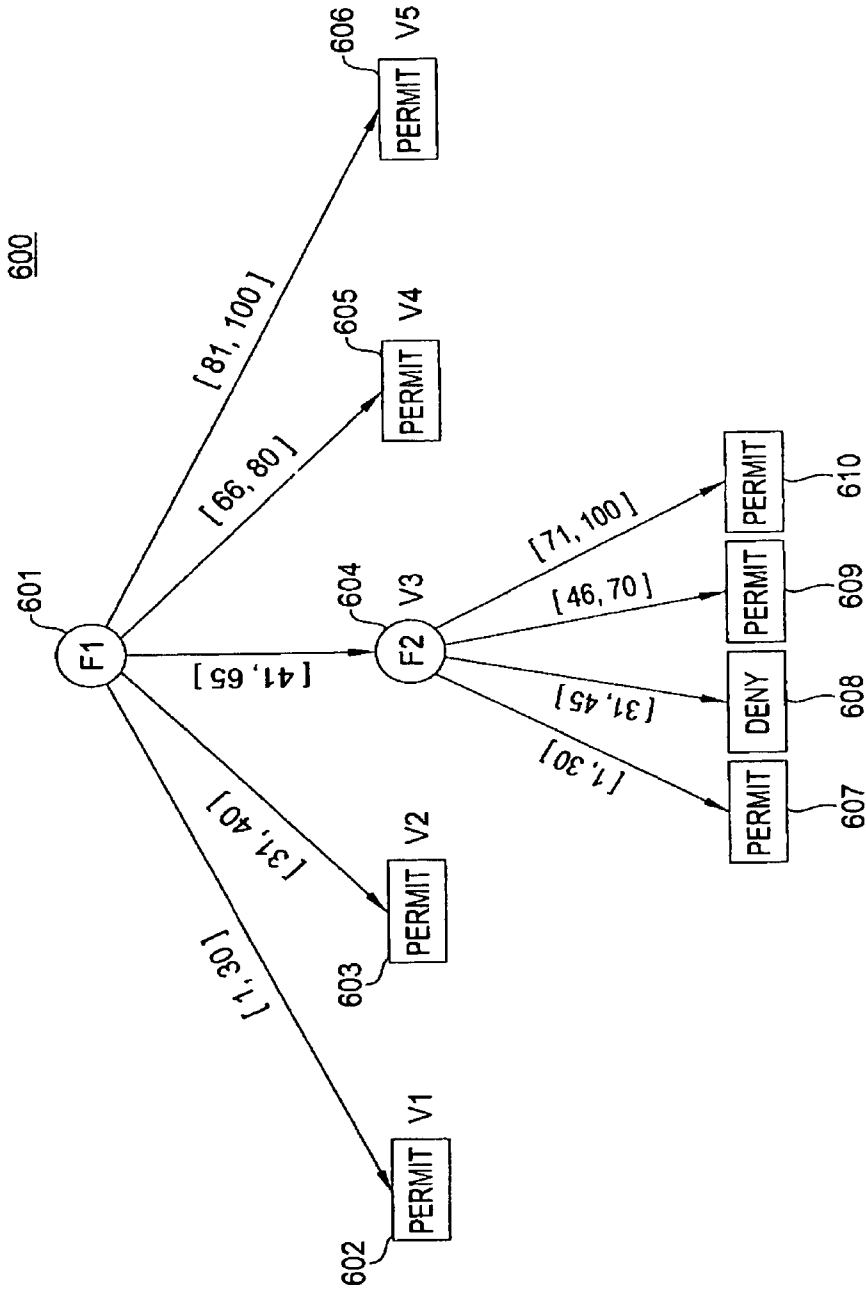 600
601
F1
[1, 30]
[31, 40]
[41, 65]
[66, 80]
[81, 100]
602
PERMIT
V1
603
PERMIT
V2
604
F2
V3
605
PERMIT
V4
606
PERMIT
V5
[1, 30]
[31, 45]
[46, 70]
[71, 100]
PERMIT
DENY
PERMIT
PERMIT
607
608
609
610